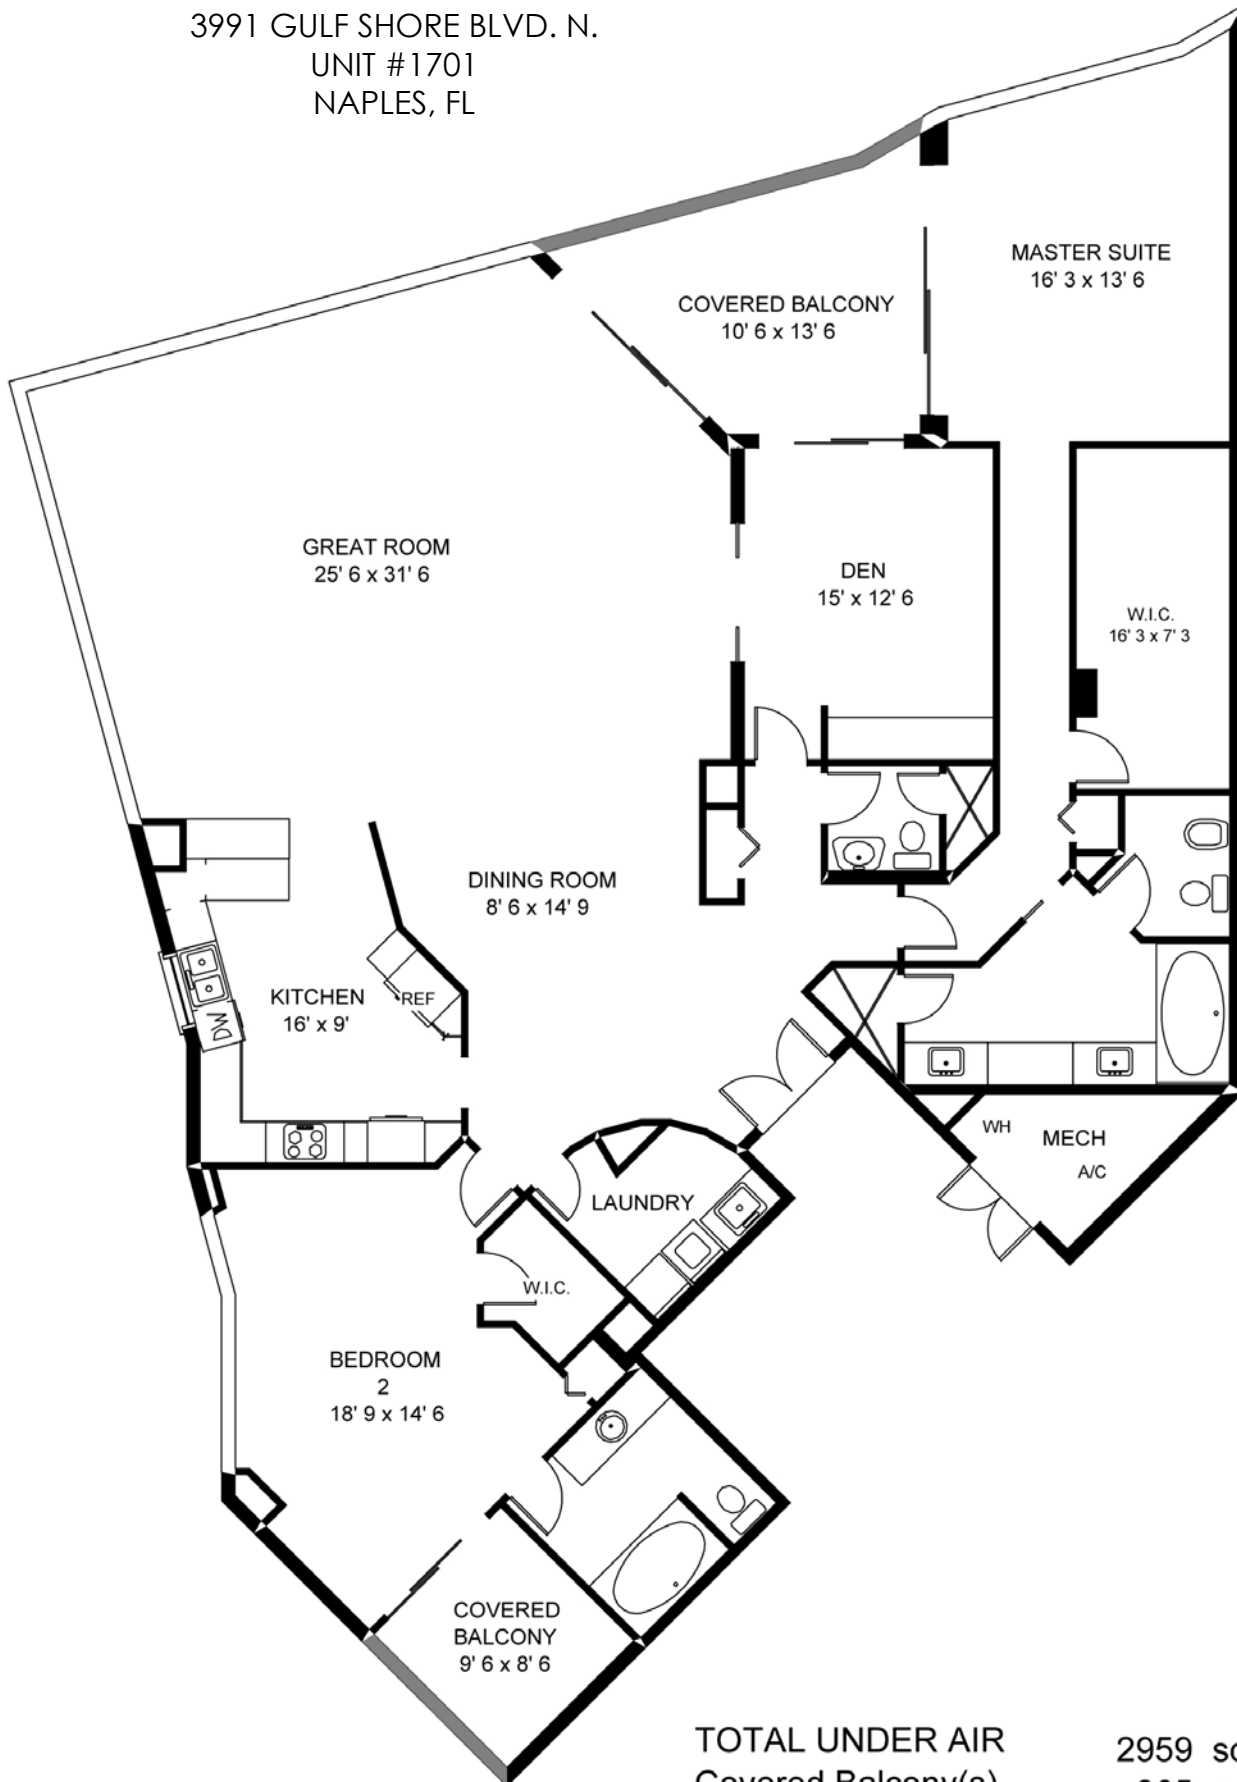 3991 GULF SHORE BLVD. N.
UNIT #1701
NAPLES, FL
MASTER SUITE
16' 3 x 13' 6
COVERED BALCONY
10' 6 x 13' 6
GREAT ROOM
25' 6 x 31' 6
DEN
15' x 12' 6
W.I.C.
16' 3 x 7' 3
DINING ROOM
8' 6 x 14' 9
KITCHEN
16' x 9'
REF
DW
WH
MECH
A/C
LAUNDRY
W.I.C.
BEDROOM
2
18' 9 x 14' 6
COVERED
BALCONY
9' 6 x 8' 6
TOTAL UNDER AIR 2959
Covered Balcony(s)